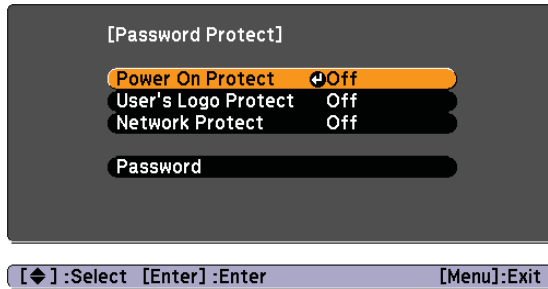 [Password Protect]
Power On Protect Off
User's Logo Protect Off
Network Protect Off
Password
[◆] :Select [Enter] :Enter [Menu]:Exit